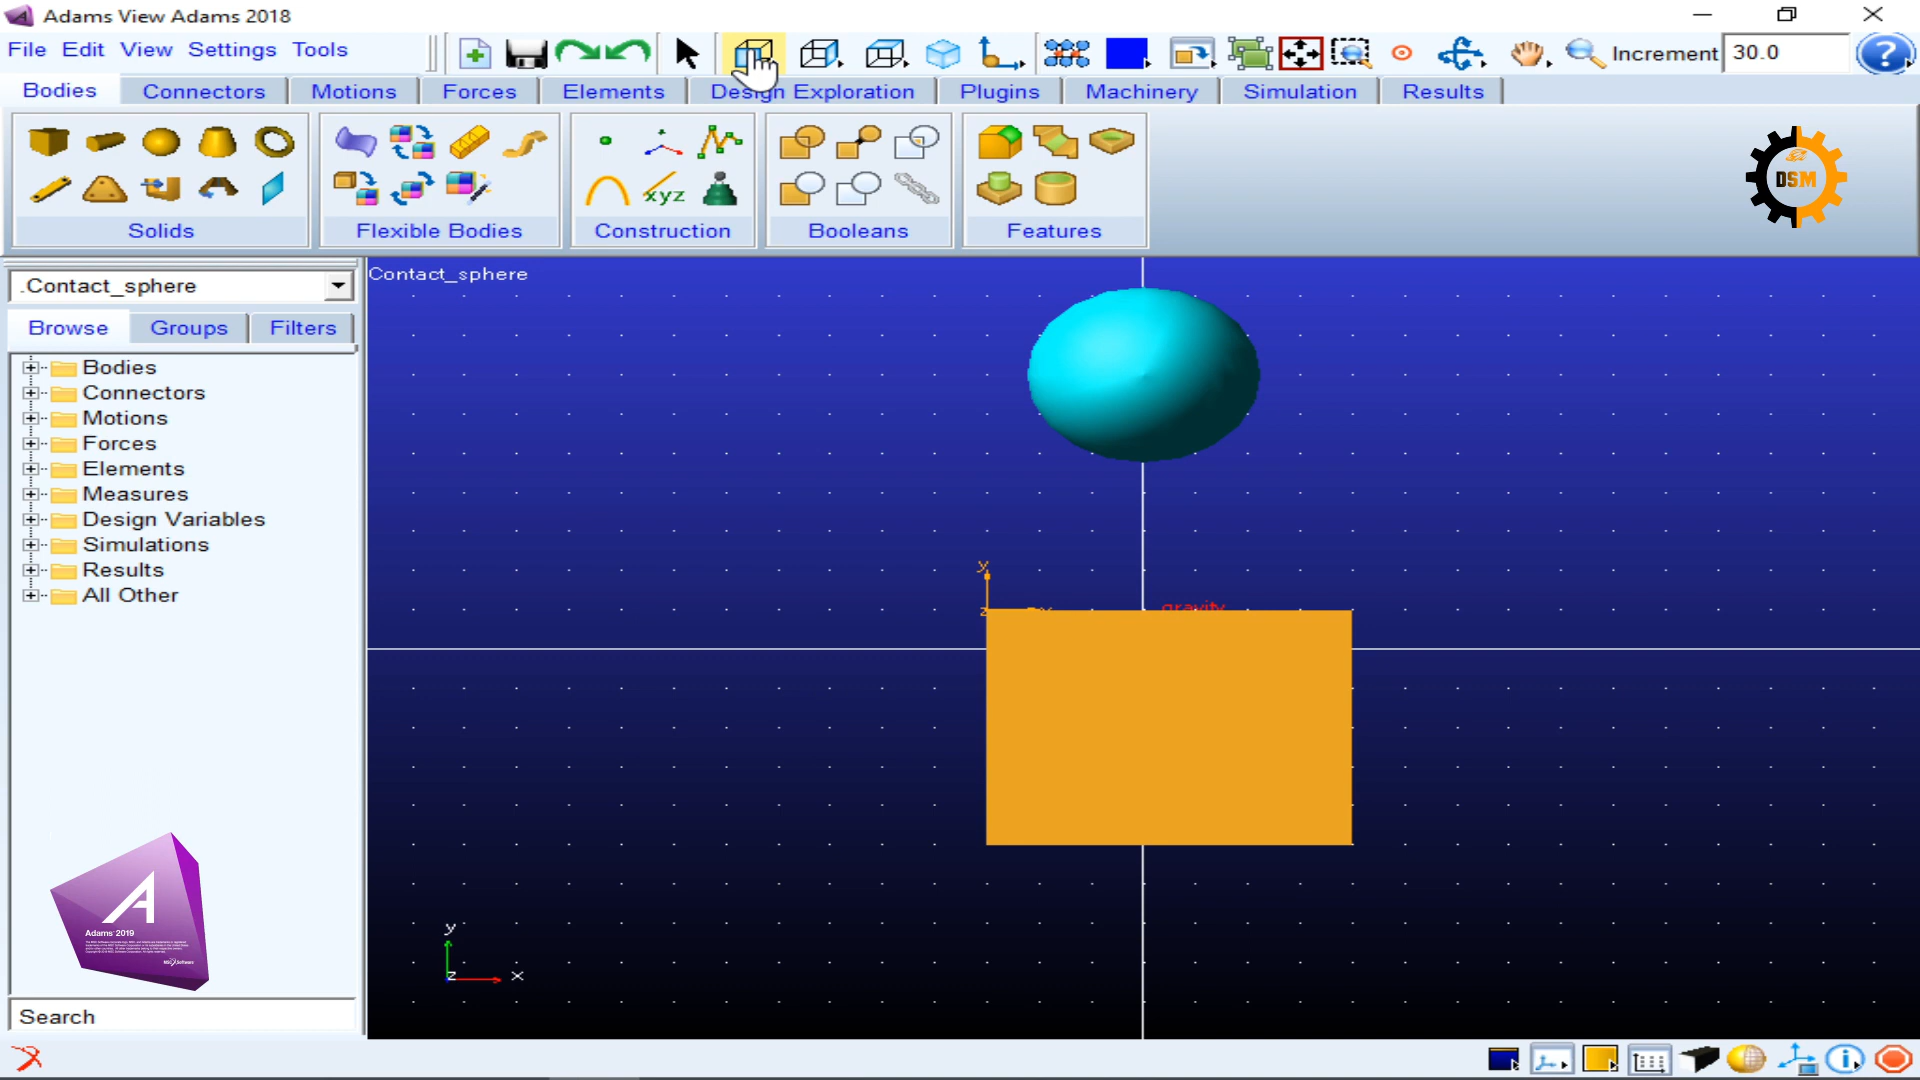 Adams View Adams 2018
File Edit View Settings Tools
Increment 30.0
Bodies Connectors Motions Forces Elements Design Exploration Plugins Machinery Simulation Results
xyz
DSM
Solids Flexible Bodies Construction Booleans Features
.Contact_sphere
Contact_sphere
Browse Groups Filters
Bodies
Connectors
Motions
Forces
Elements
Measures
Design Variables
Simulations
Results
All Other
y
z
gravity
Adams 2019
y
z x
Search